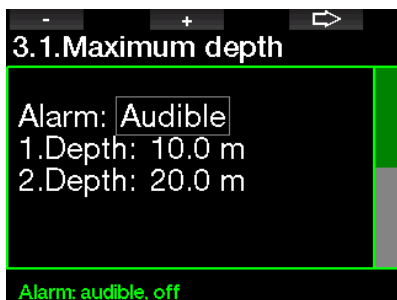 - +
3.1.Maximum depth
Alarm: Audible
1.Depth: 10.0 m
2.Depth: 20.0 m
Alarm: audible, off